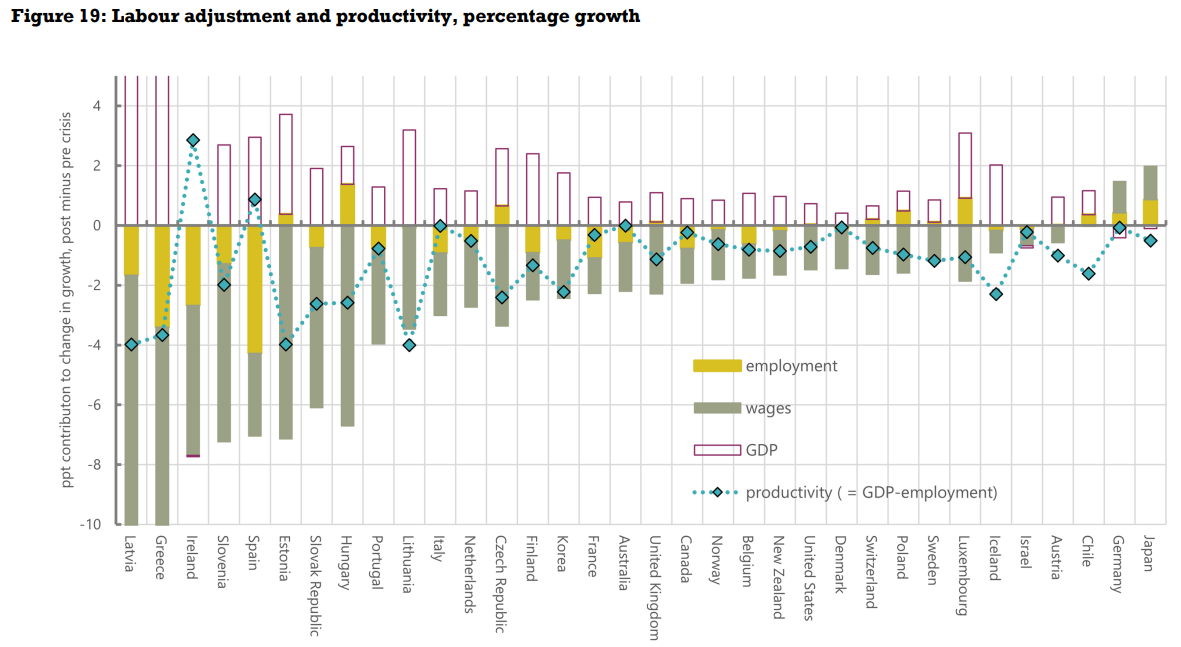 Figure 19: Labour adjustment and productivity, percentage growth
ppt contributon to change in growth, post minus pre crisis
4
2
0
-2
-4
-6
-8
-10
employment
wages
GDP
productivity ( = GDP-employment)
Latvia
Greece
Ireland
Slovenia
Spain
Estonia
Slovak Republic
Hungary
Portugal
Lithuania
Italy
Netherlands
Czech Republic
Finland
Korea
France
Australia
United Kingdom
Canada
Norway
Belgium
New Zealand
United States
Denmark
Switzerland
Poland
Sweden
Luxembourg
Iceland
Israel
Austria
Chile
Germany
Japan